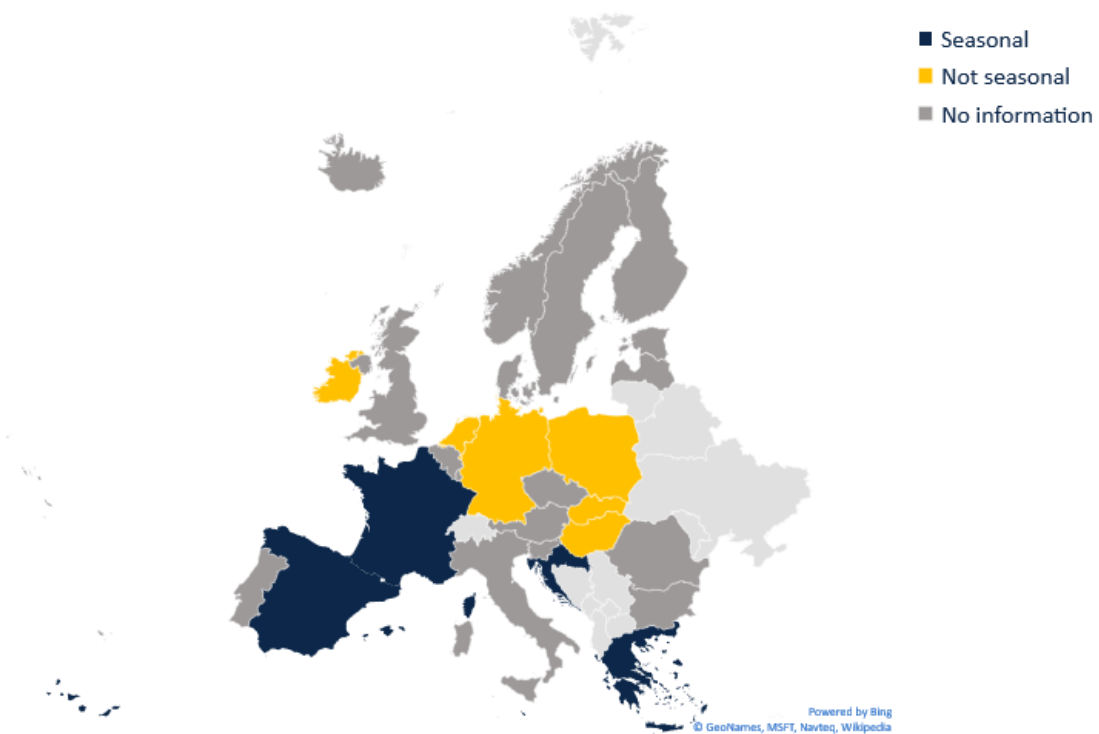 Seasonal
Not seasonal
No information
Powered by Bing
© GeoNames, MSFT, Navteq, Wikipedia